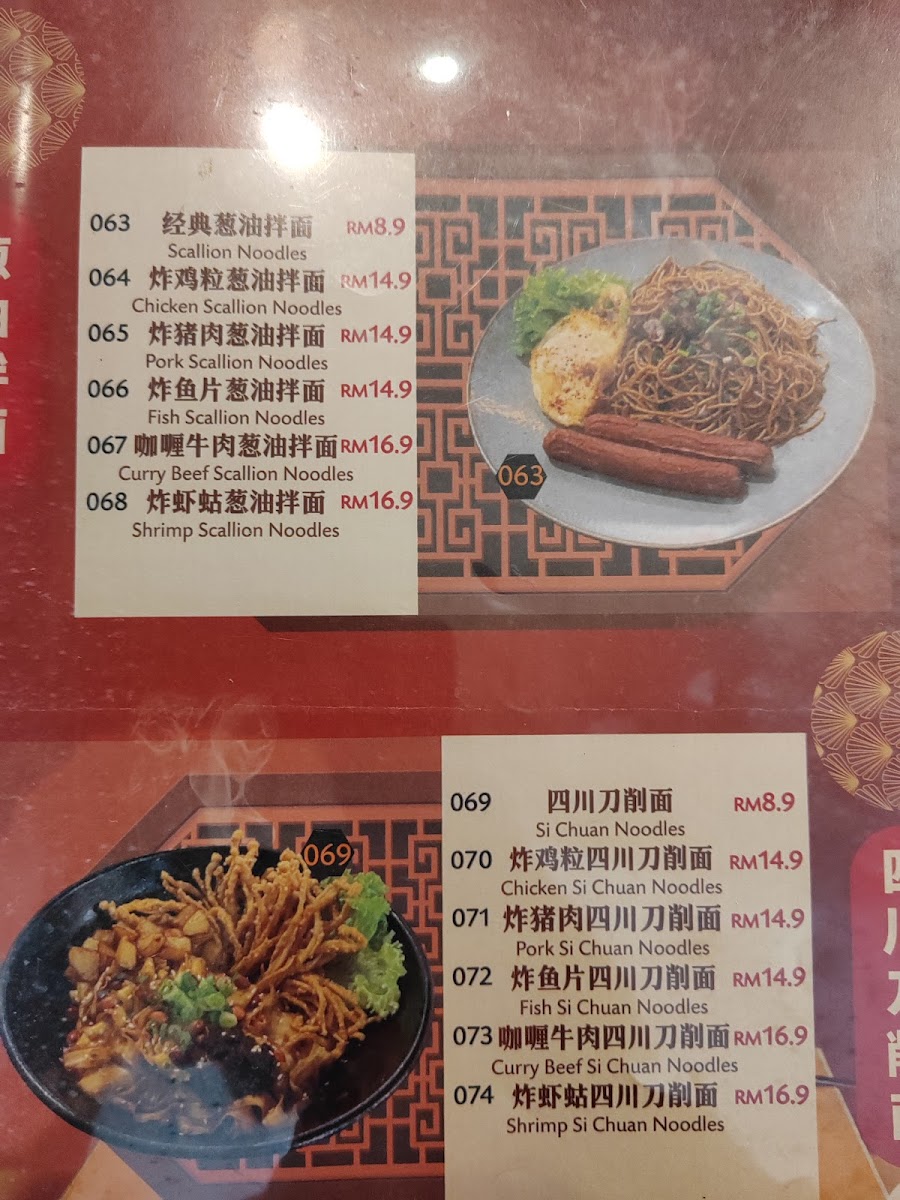 063 经典葱油拌面 RM8.9
Scallion Noodles
064 炸鸡粒葱油拌面 RM14.9
Chicken Scallion Noodles
065 炸猪肉葱油拌面 RM14.9
Pork Scallion Noodles
066 炸鱼片葱油拌面 RM14.9
Fish Scallion Noodles
067 咖喱牛肉葱油拌面 RM16.9
Curry Beef Scallion Noodles
068 炸虾蛄葱油拌面 RM16.9
Shrimp Scallion Noodles
063
069
069 四川刀削面 RM8.9
Si Chuan Noodles
070 炸鸡粒四川刀削面 RM14.9
Chicken Si Chuan Noodles
071 炸猪肉四川刀削面 RM14.9
Pork Si Chuan Noodles
072 炸鱼片四川刀削面 RM14.9
Fish Si Chuan Noodles
073 咖喱牛肉四川刀削面 RM16.9
Curry Beef Si Chuan Noodles
074 炸虾蛄四川刀削面 RM16.9
Shrimp Si Chuan Noodles